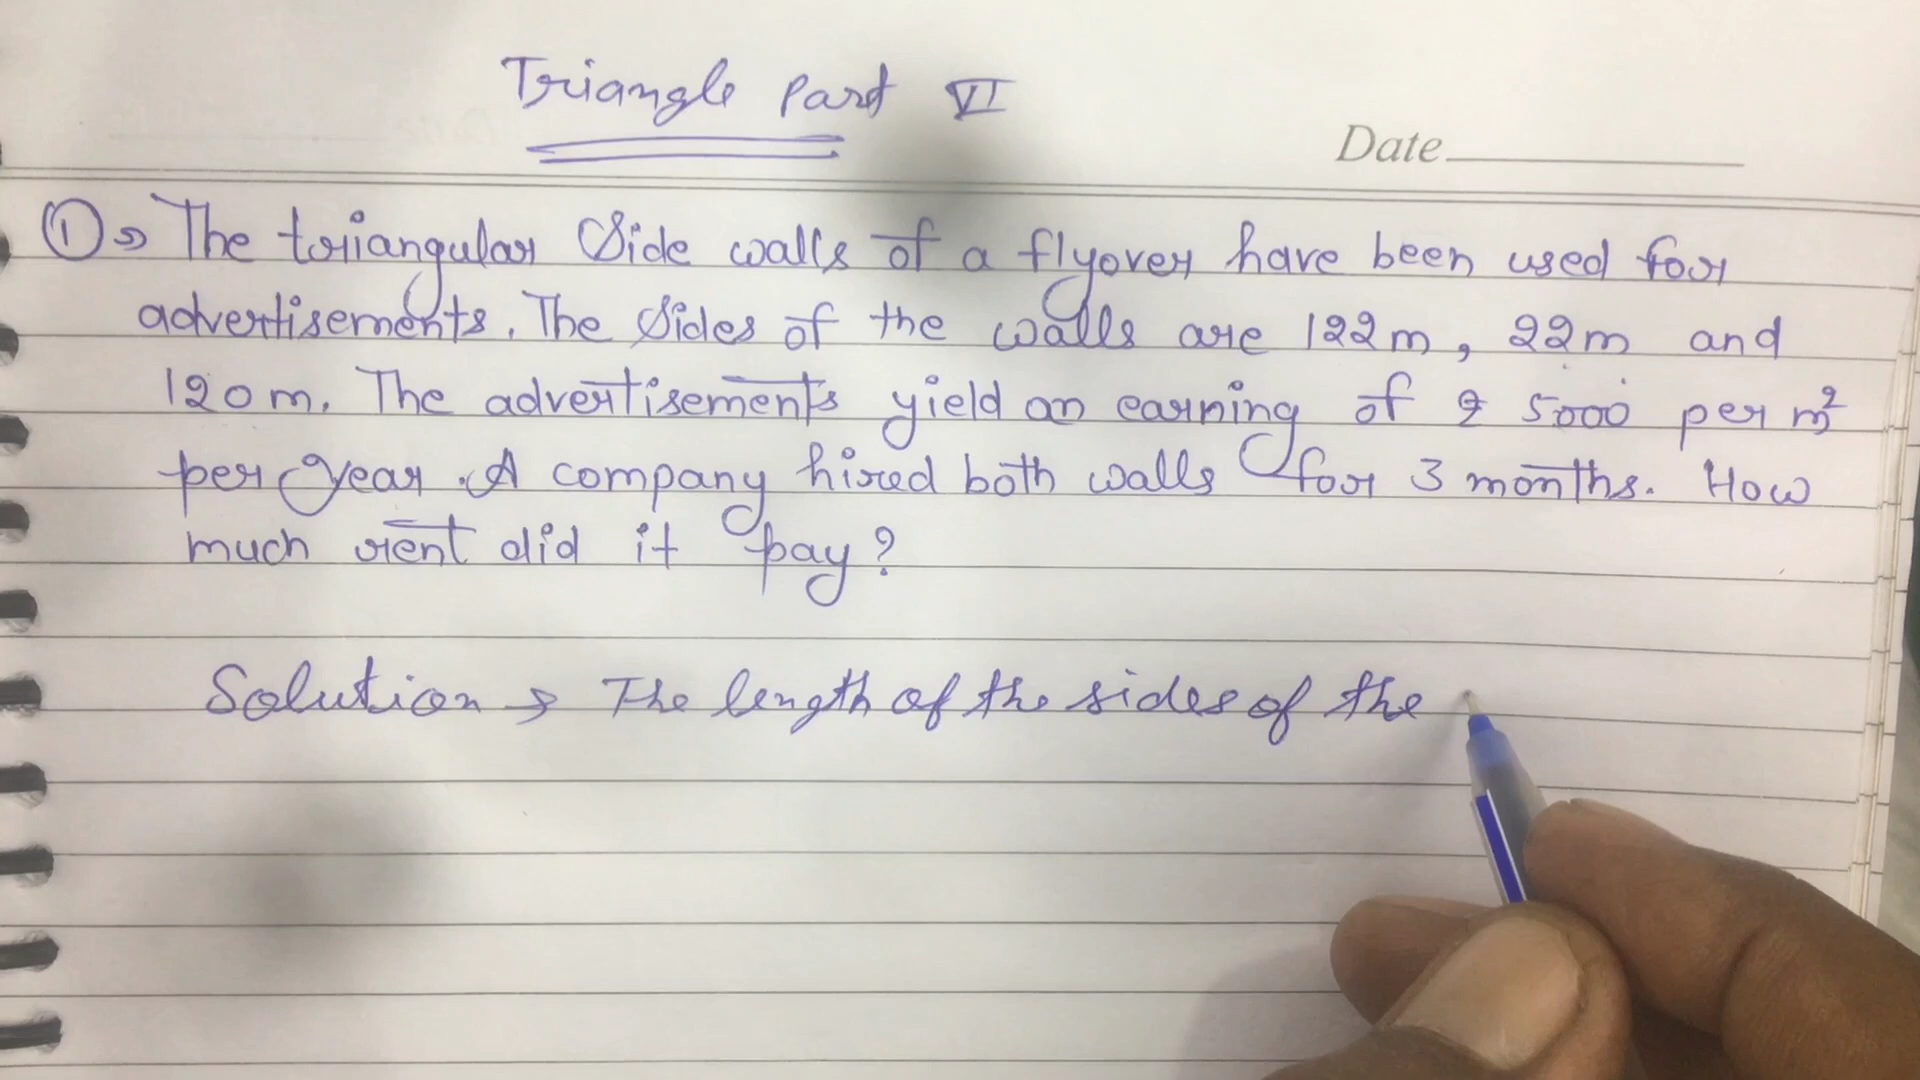 Triangle Part VI
Date
① → The triangular Side walls of a flyover have been used for
advertisements. The Sides of the walls are 122m, 22m and
120m. The advertisements yield an earning of ₹ 5000 per m²
per year. A company hired both walls for 3 months. How
much rent did it pay?
Solution → The length of the sides of the